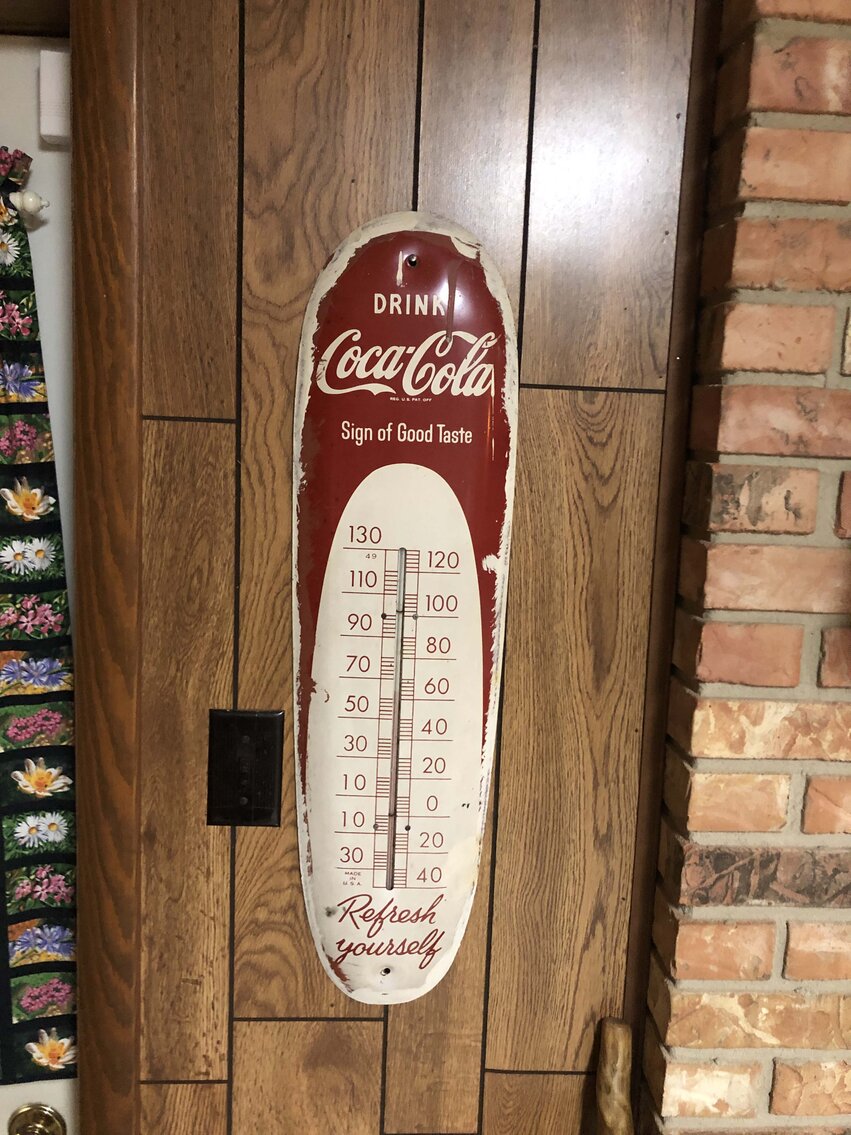 DRINK
Coca-Cola
REG. U.S. PAT. OFF
Sign of Good Taste
130
49
120
110
100
90
80
70
60
50
40
30
20
10
0
10
20
30
40
MADE
IN
U.S.A.
Refresh
yourself